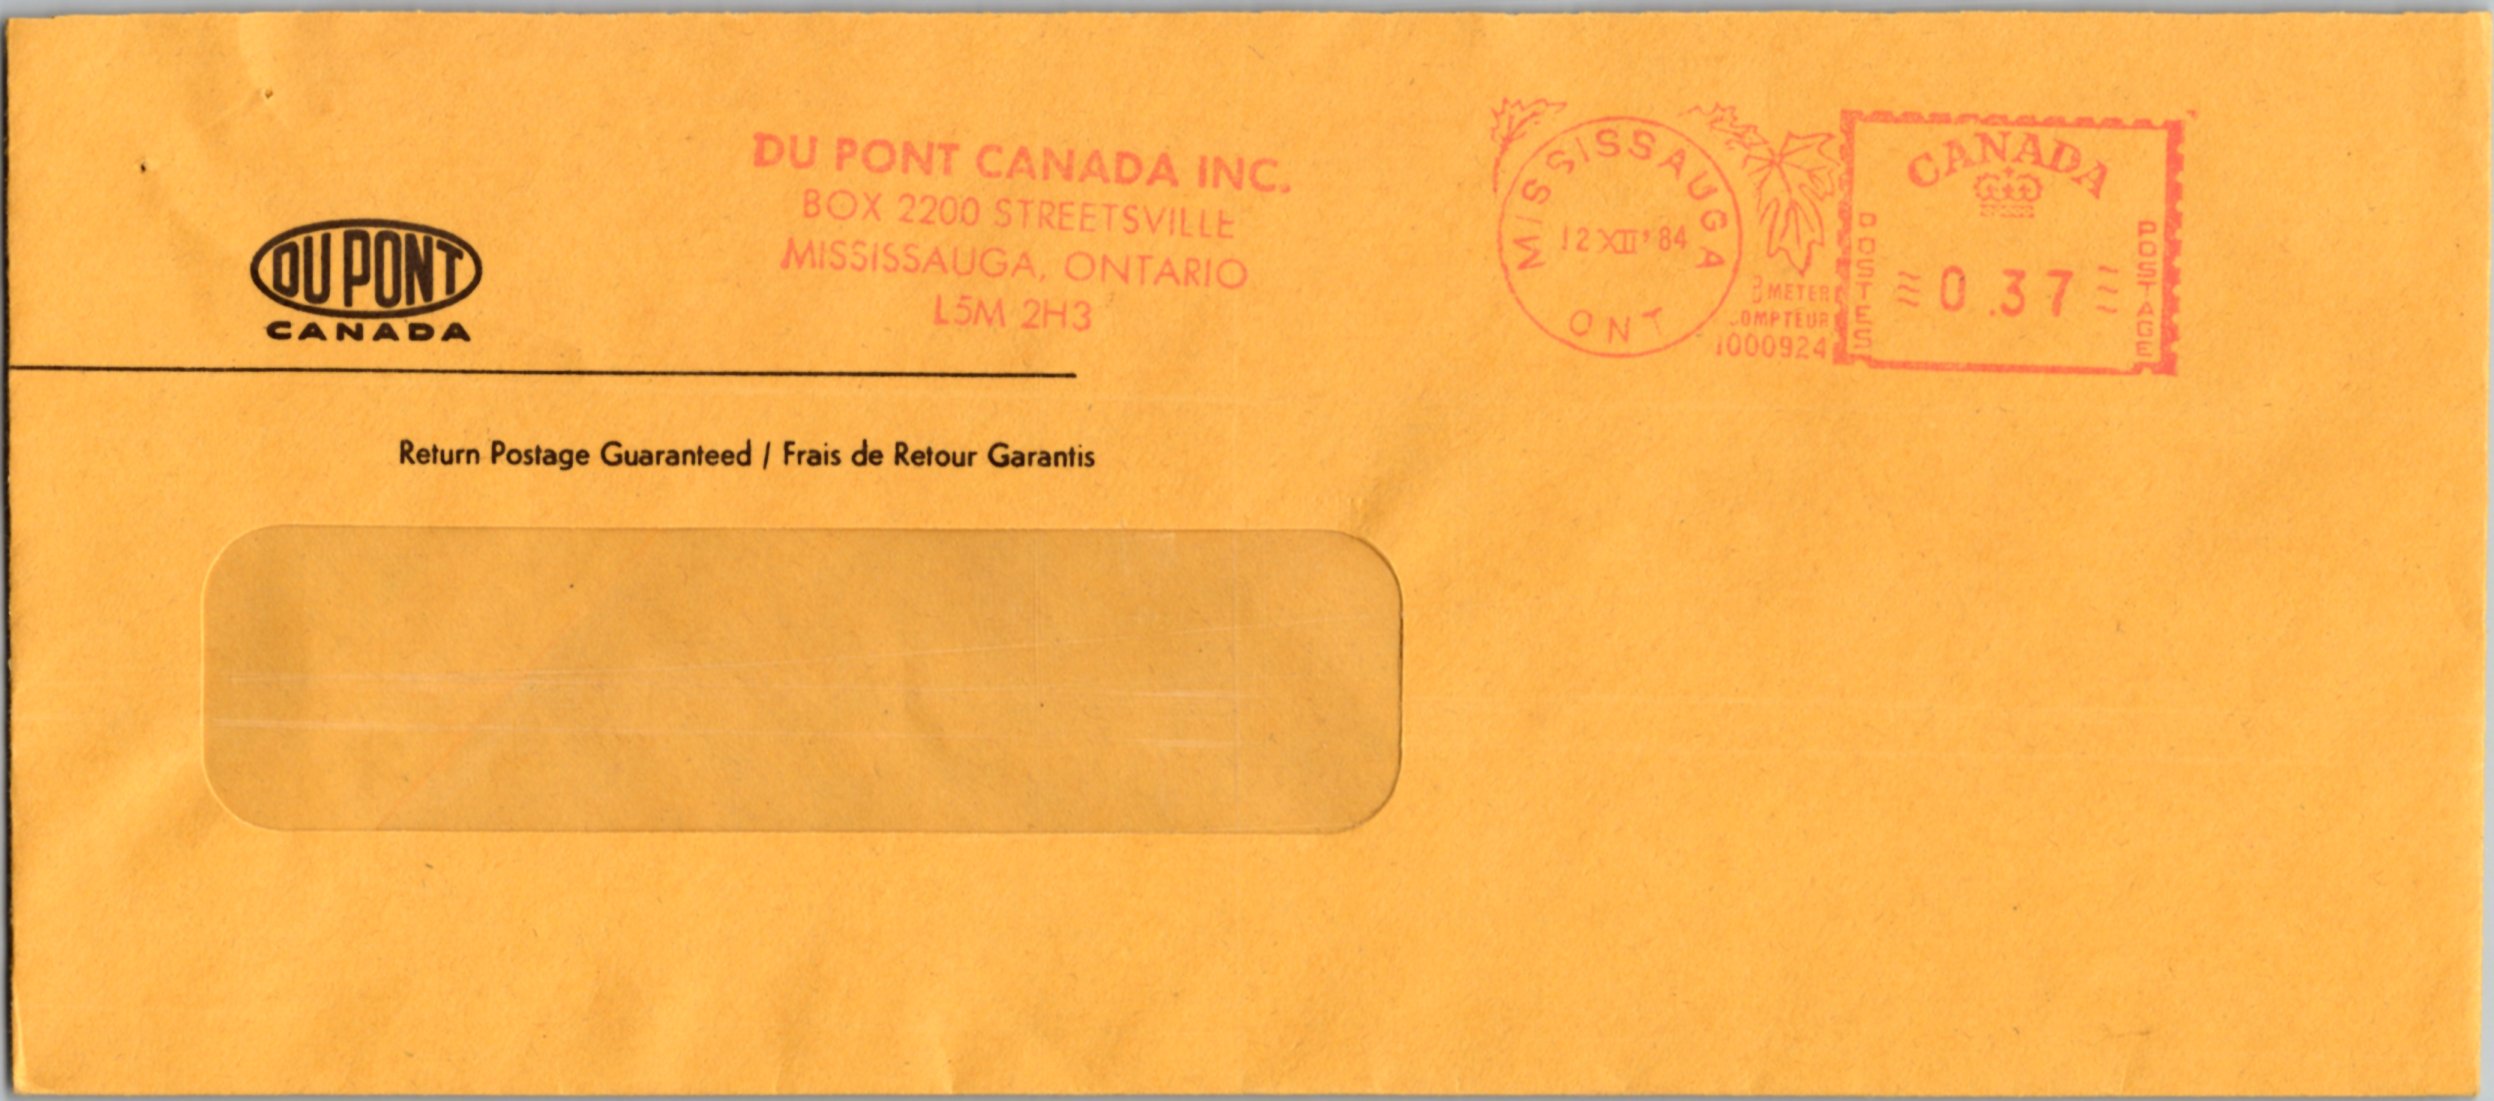 DU PONT
CANADA
DU PONT CANADA INC.
BOX 2200 STREETSVILLE
MISSISSAUGA, ONTARIO
L5M 2H3
MISSISSAUGA
12 XII '84
ONT
METER
OMPTEUR
1000924
CANADA
POSTES
0.37
POSTAGE
Return Postage Guaranteed / Frais de Retour Garantis